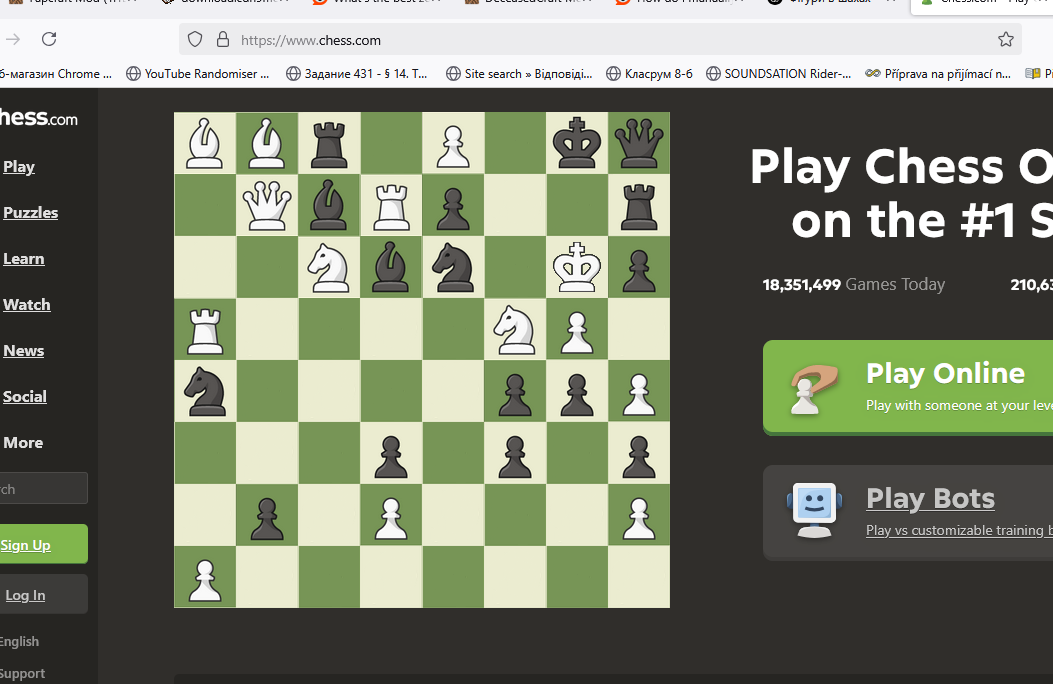 https://www.chess.com
YouTube Randomiser ...
Задание 431 - § 14. Т...
Site search » Відповіді...
Класрум 8-б
SOUNDSATION Rider-...
Příprava na přijímací n...
б-магазин Chrome ...
hess.com
Play
Puzzles
Learn
Watch
News
Social
More
rch
Sign Up
Log In
English
Support
Play Chess O
on the #1 S
18,351,499 Games Today
210,63
Play Online
Play with someone at your leve
Play Bots
Play vs customizable training b